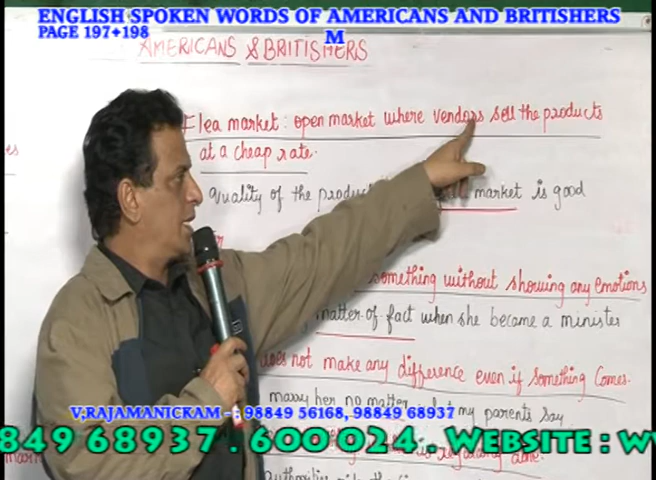 ENGLISH SPOKEN WORDS OF AMERICANS AND BRITISHERS
PAGE 197+198
M
AMERICANS & BRITISHERS
Flea market : open market where vendors sell the products
at a cheap rate.
quality of the market is good
something without showing any emotions
matter-of-fact when she became a minister
does not make any difference even if something comes.
marry her no matter my parents say
V,RAJAMANICKAM - : 98849 56168, 98849 68937
849 68937 . 600 024 . WEBSITE : W